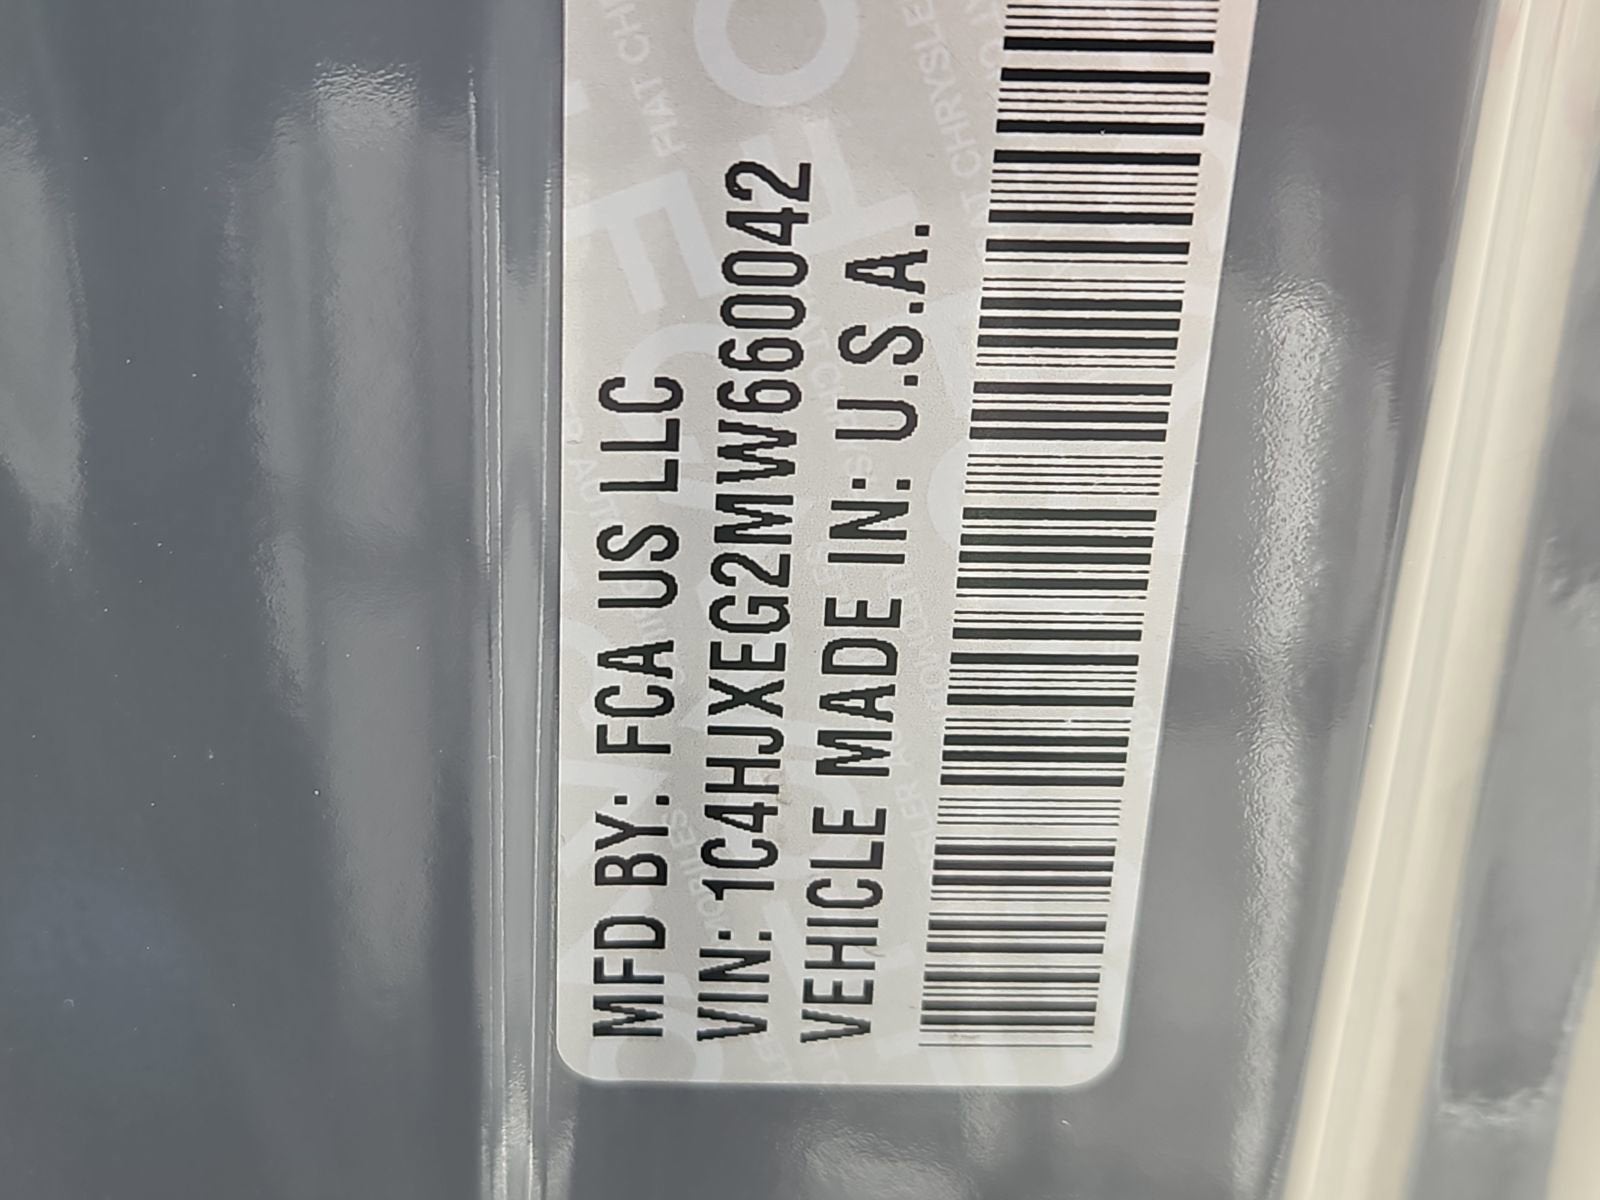 MFD BY: FCA US LLC
VIN: 1C4HJXEG2MW660042
VEHICLE MADE IN: U.S.A.